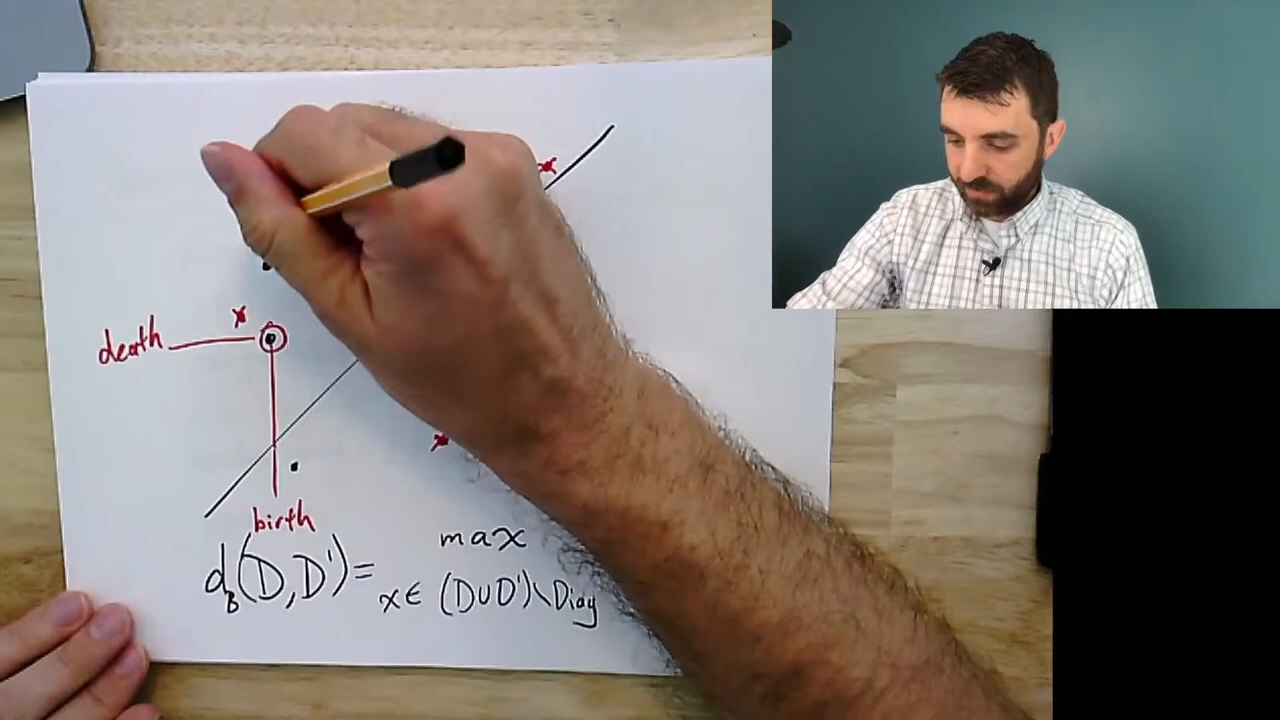 death
birth
d_B(D,D')= max
x∈ (D∪D')\Diag